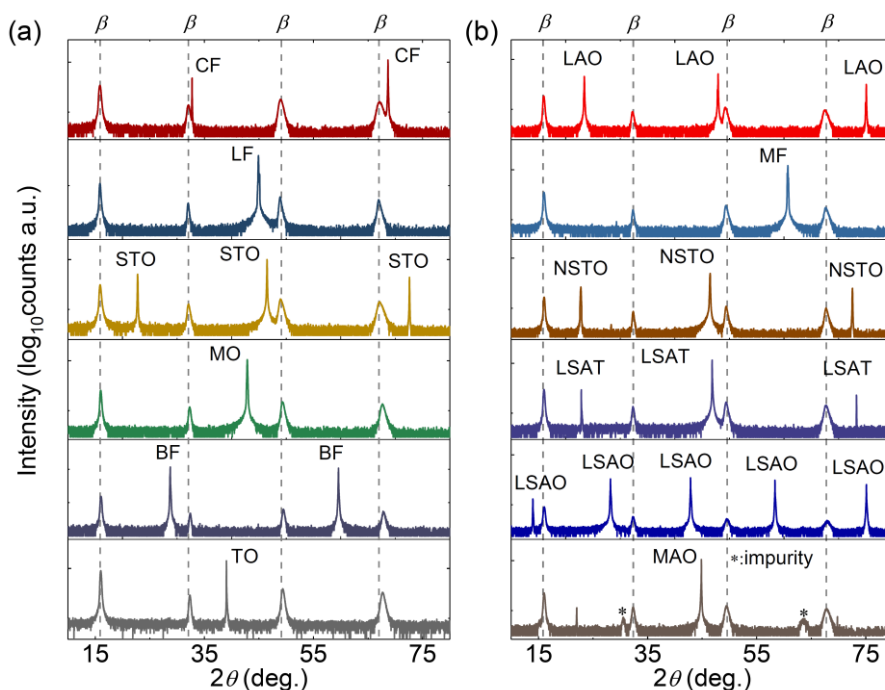 (a)
β β β β
CF CF
LF
STO STO STO
MO
BF BF
TO
15 35 55 75
2θ (deg.)
Intensity (log10counts a.u.)
(b)
β β β β
LAO LAO LAO
MF
NSTO NSTO NSTO
LSAT LSAT LSAT
LSAO LSAO LSAO LSAO LSAO
MAO *:impurity
* *
15 35 55 75
2θ (deg.)